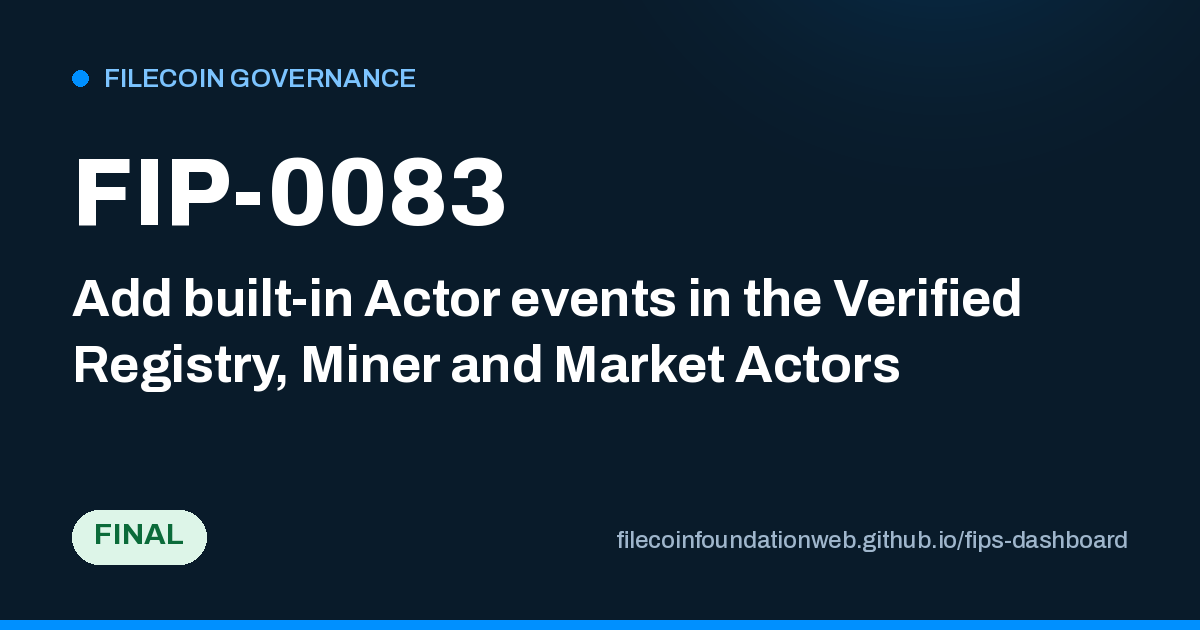 FILECOIN GOVERNANCE
FIP-0083
Add built-in Actor events in the Verified
Registry, Miner and Market Actors
FINAL
filecoinfoundationweb.github.io/fips-dashboard